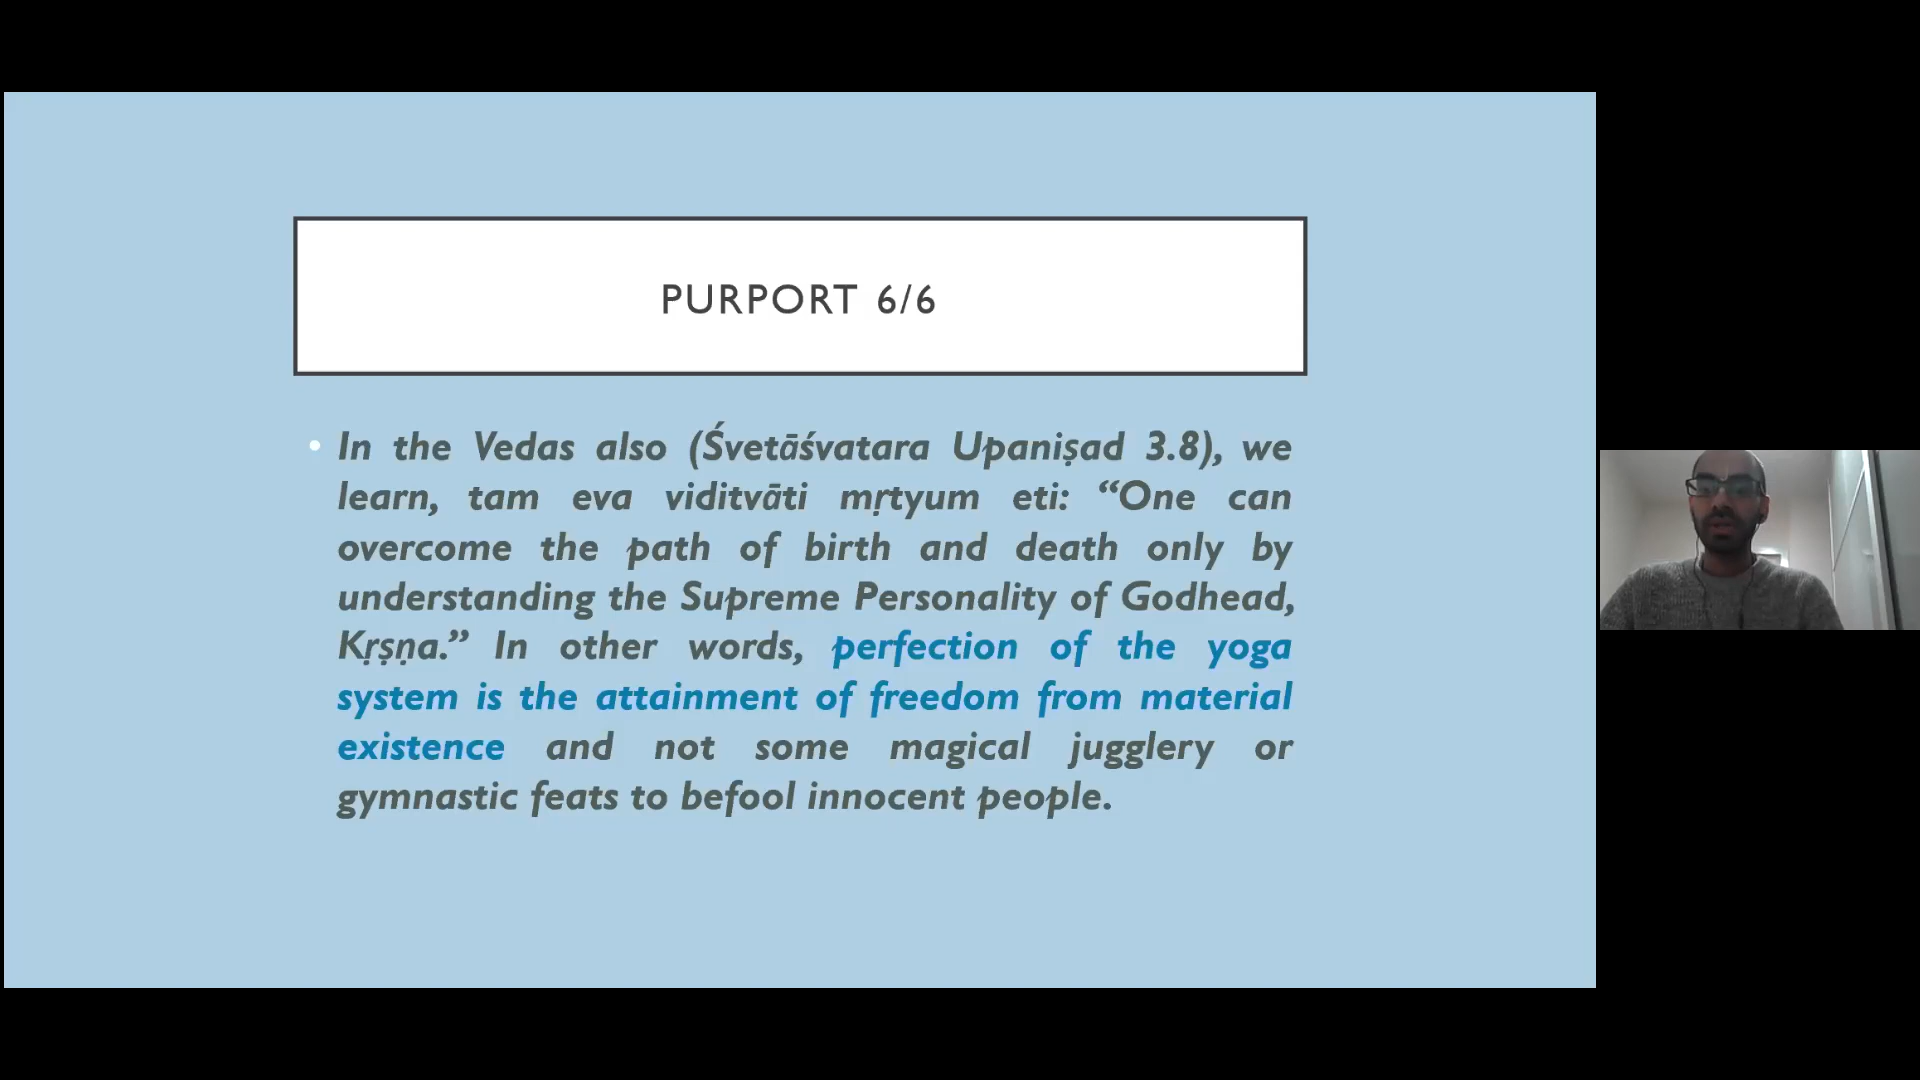 PURPORT 6/6
• In the Vedas also (Śvetāśvatara Upaniṣad 3.8), we
learn, tam eva viditvāti mṛtyum eti: “One can
overcome the path of birth and death only by
understanding the Supreme Personality of Godhead,
Kṛṣṇa.” In other words, perfection of the yoga
system is the attainment of freedom from material
existence and not some magical jugglery or
gymnastic feats to befool innocent people.